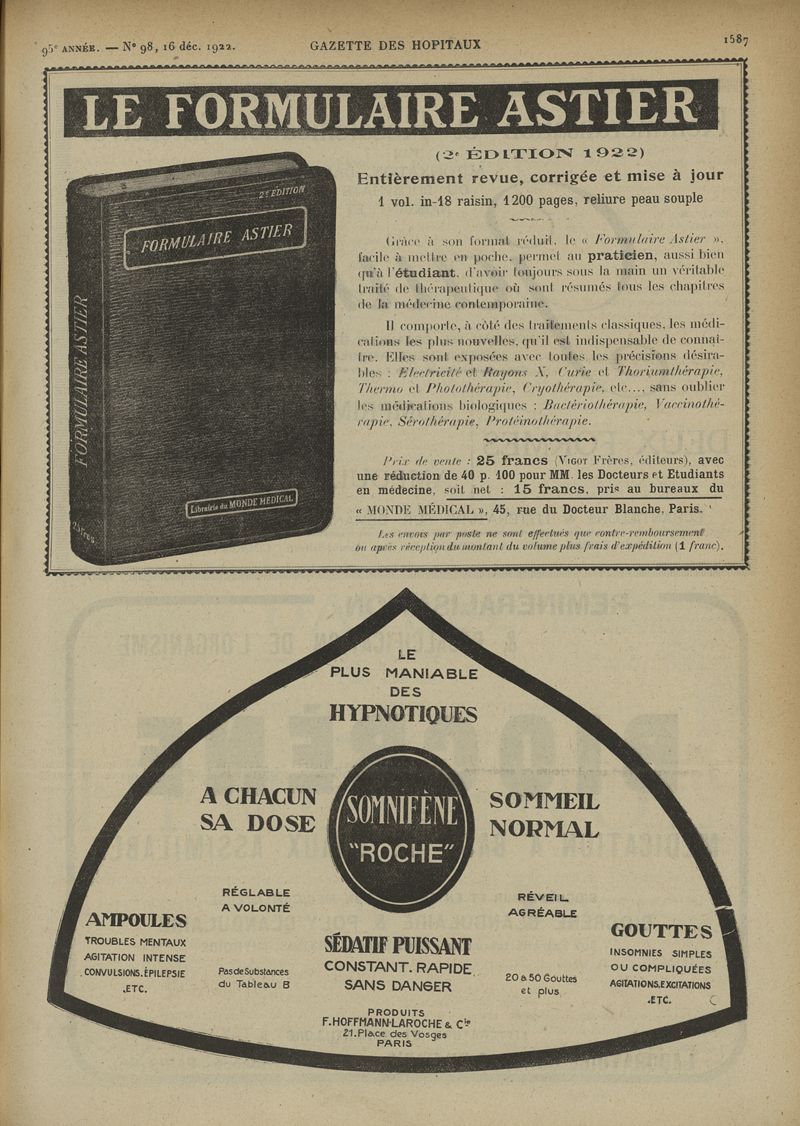 95e ANNÉE. — N° 98, 16 déc. 1922.
GAZETTE DES HOPITAUX
1587
LE FORMULAIRE ASTIER
2e ÉDITION
FORMULAIRE ASTIER
FORMULAIRE ASTIER
Librairie du MONDE MEDICAL
(2e ÉDITION 1922)
Entièrement revue, corrigée et mise à jour
1 vol. in-18 raisin, 1200 pages, reliure peau souple
Grâce à son format réduit, le « Formulaire Astier »,
facile à mettre en poche, permet au praticien, aussi bien
qu'à l'étudiant, d'avoir toujours sous la main un véritable
traité de thérapeutique où sont résumés tous les chapitres
de la médecine contemporaine.
Il comporte, à côté des traitements classiques, les médi-
cations les plus nouvelles, qu'il est indispensable de connaî-
tre. Elles sont exposées avec toutes les précisions désira-
bles : Electricité et Rayons X, Curie et Thoriumthérapie,
Thermo et Photothérapie, Cryothérapie, etc..., sans oublier
les médications biologiques : Bactériothérapie, Vaccinothé-
rapie, Sérothérapie, Protéinothérapie.
Prix de vente : 25 francs (VIGOT Frères, éditeurs), avec
une réduction de 40 p. 100 pour MM. les Docteurs et Etudiants
en médecine, soit net : 15 francs, pris au bureaux du
« MONDE MÉDICAL », 45, rue du Docteur Blanche, Paris.
Les envois par poste ne sont effectués que contre-remboursement
ou après réception du montant du volume plus frais d'expédition (1 franc).
LE
PLUS MANIABLE
DES
HYPNOTIQUES
A CHACUN
SA DOSE
SOMNIFÈNE
"ROCHE"
SOMMEIL
NORMAL
RÉGLABLE
A VOLONTÉ
RÉVEIL
AGRÉABLE
AMPOULES
TROUBLES MENTAUX
AGITATION INTENSE
CONVULSIONS. ÉPILEPSIE
.ETC.
Pas de Substances
du Tableau B
SÉDATIF PUISSANT
CONSTANT. RAPIDE
SANS DANGER
20 à 50 Gouttes
et plus
GOUTTES
INSOMNIES SIMPLES
OU COMPLIQUÉES
AGITATIONS.EXCITATIONS
.ETC.
PRODUITS
F.HOFFMANN-LAROCHE & Cie
21.Place des Vosges
PARIS